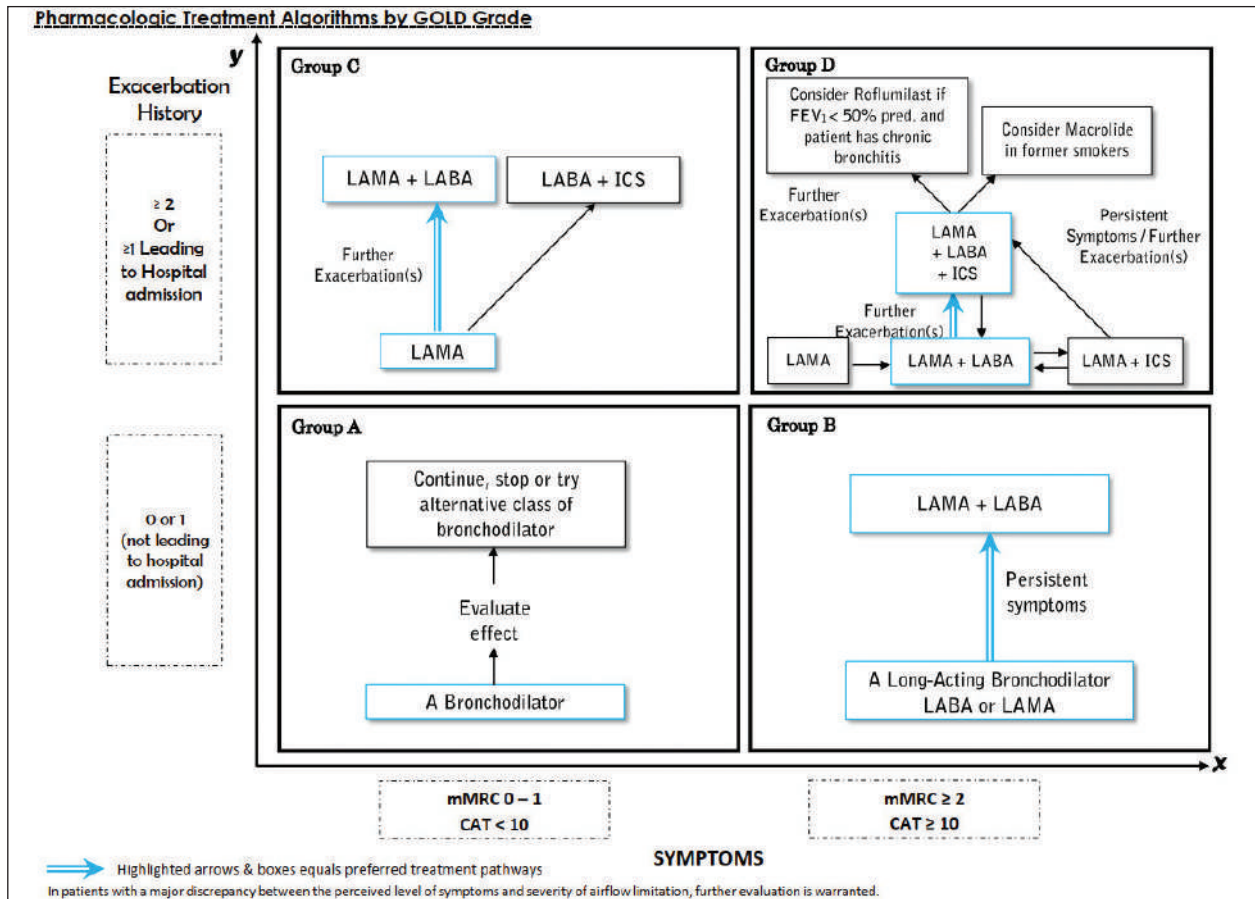 Pharmacologic Treatment Algorithms by GOLD Grade
y
Exacerbation
History
≥ 2
Or
≥1 Leading
to Hospital
admission
0 or 1
(not leading
to hospital
admission)
Group C
LAMA + LABA
LABA + ICS
Further
Exacerbation(s)
LAMA
Group D
Consider Roflumilast if
FEV1 < 50% pred. and
patient has chronic
bronchitis
Consider Macrolide
in former smokers
Further
Exacerbation(s)
Persistent
Symptoms / Further
Exacerbation(s)
LAMA
+ LABA
+ ICS
Further
Exacerbation(s)
LAMA
LAMA + LABA
LAMA + ICS
Group A
Continue, stop or try
alternative class of
bronchodilator
Evaluate
effect
A Bronchodilator
Group B
LAMA + LABA
Persistent
symptoms
A Long-Acting Bronchodilator
LABA or LAMA
x
mMRC 0 – 1
CAT < 10
mMRC ≥ 2
CAT ≥ 10
SYMPTOMS
Highlighted arrows & boxes equals preferred treatment pathways
In patients with a major discrepancy between the perceived level of symptoms and severity of airflow limitation, further evaluation is warranted.